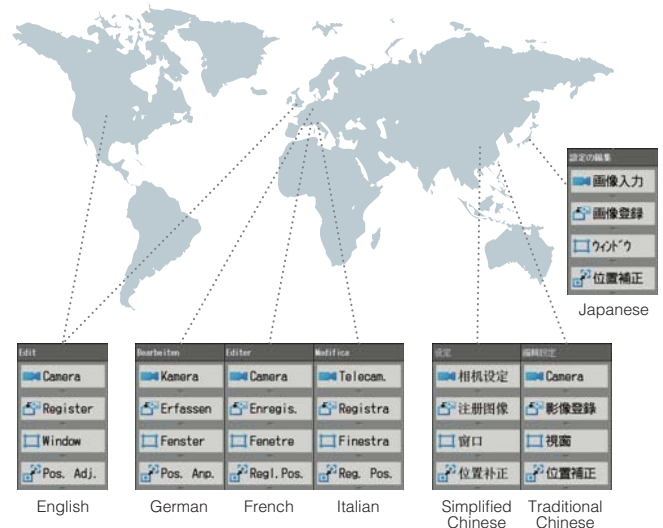 設定の編集
画像入力
画像登録
ウィンドウ
位置補正
Japanese
Edit
Camera
Register
Window
Pos. Adj.
English
Bearbeiten
Kamera
Erfassen
Fenster
Pos. Anp.
German
Editer
Camera
Enregis.
Fenetre
Regl.Pos.
French
Modifica
Telecam.
Registra
Finestra
Reg. Pos.
Italian
设定
相机设定
注册图像
窗口
位置补正
Simplified
Chinese
編輯設定
Camera
影像登錄
視窗
位置補正
Traditional
Chinese